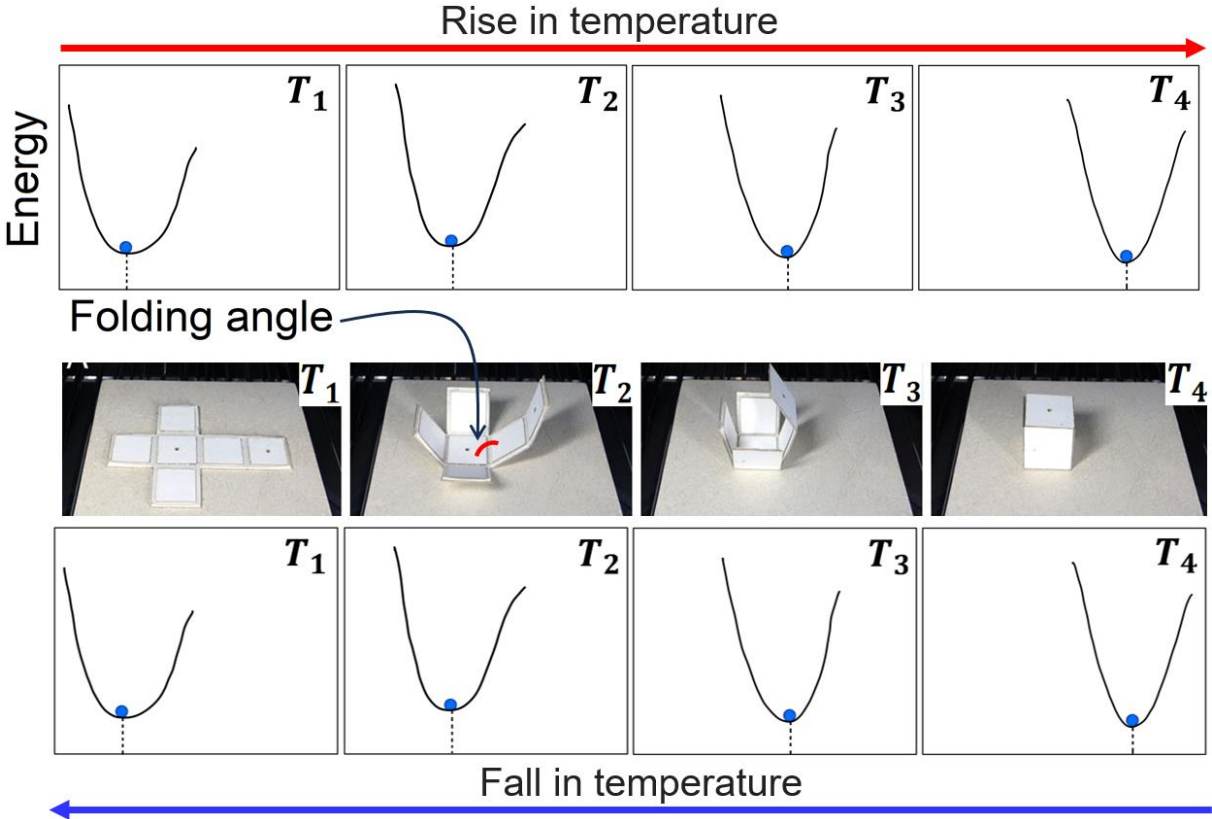 Rise in temperature
Energy
T1 T2 T3 T4
Folding angle
T1 T2 T3 T4
T1 T2 T3 T4
Fall in temperature